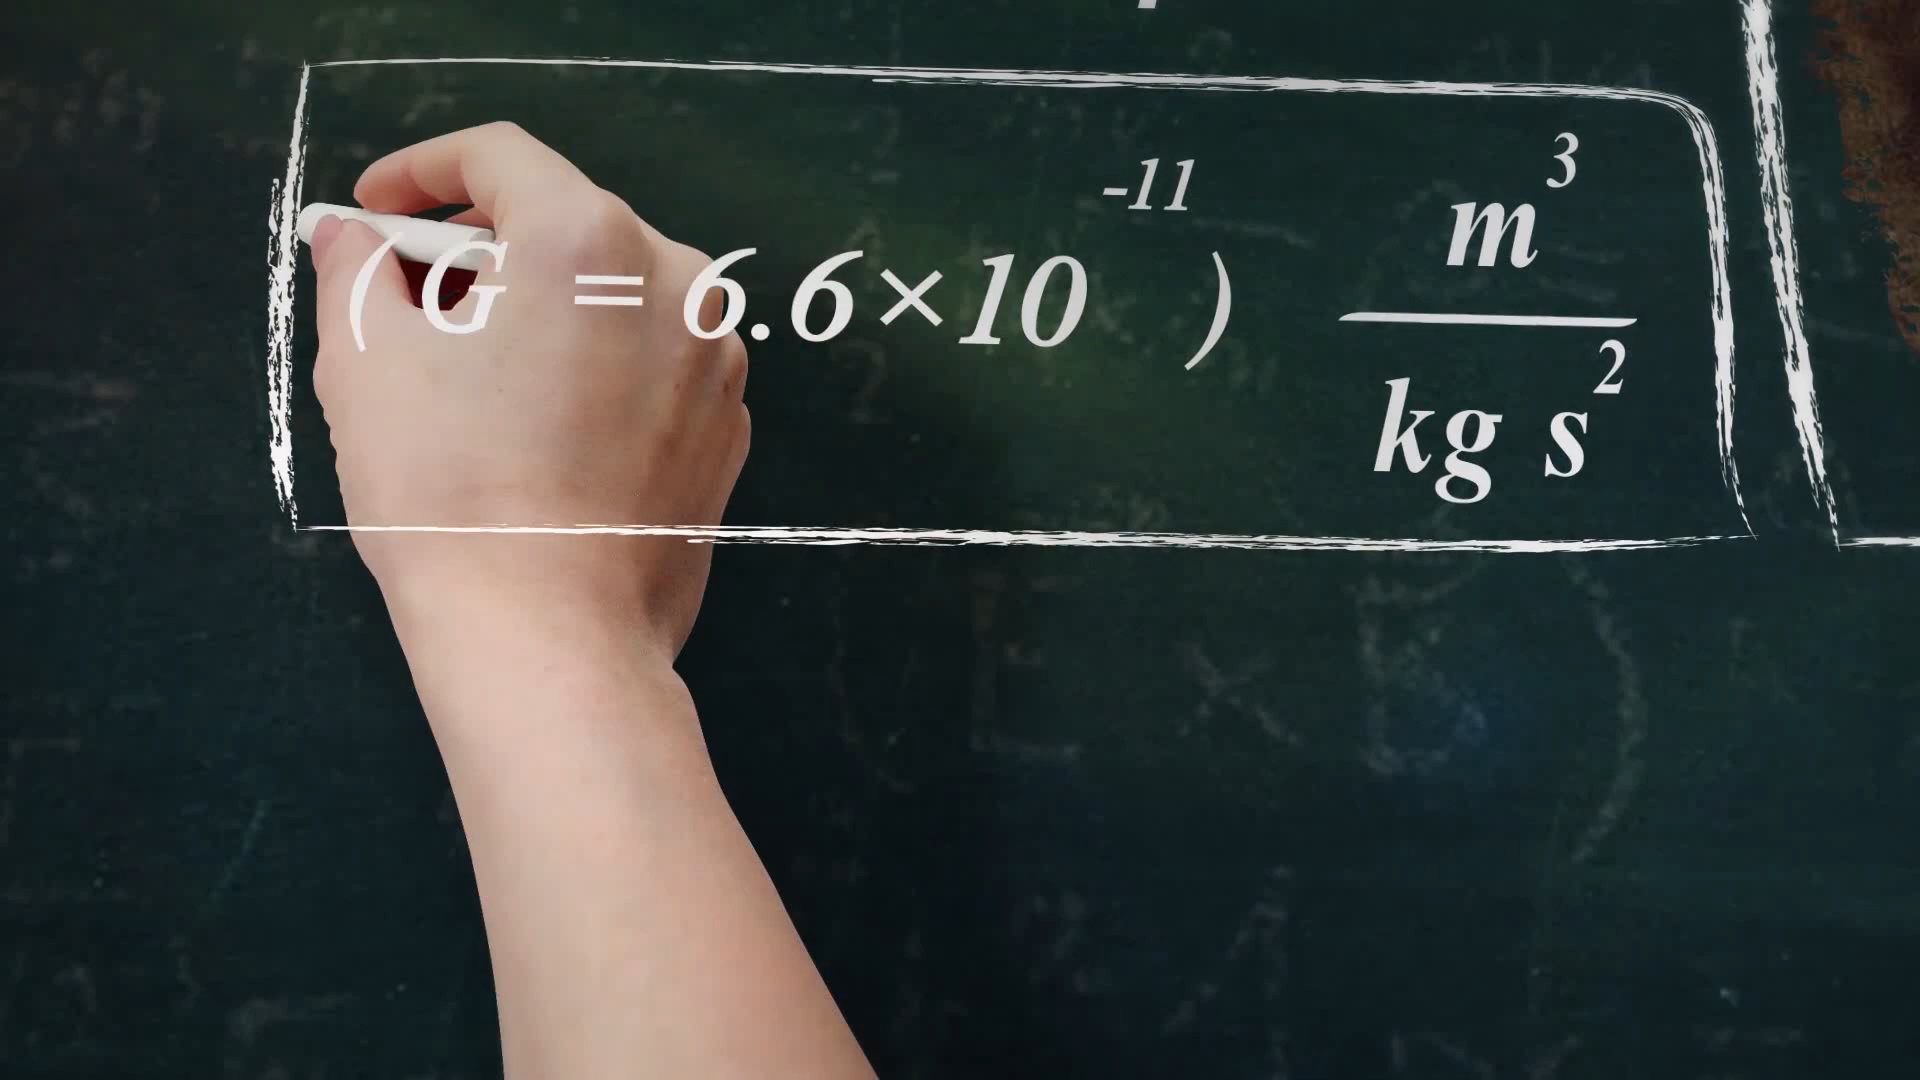 (G = 6.6×10⁻¹¹) m³
kg s²